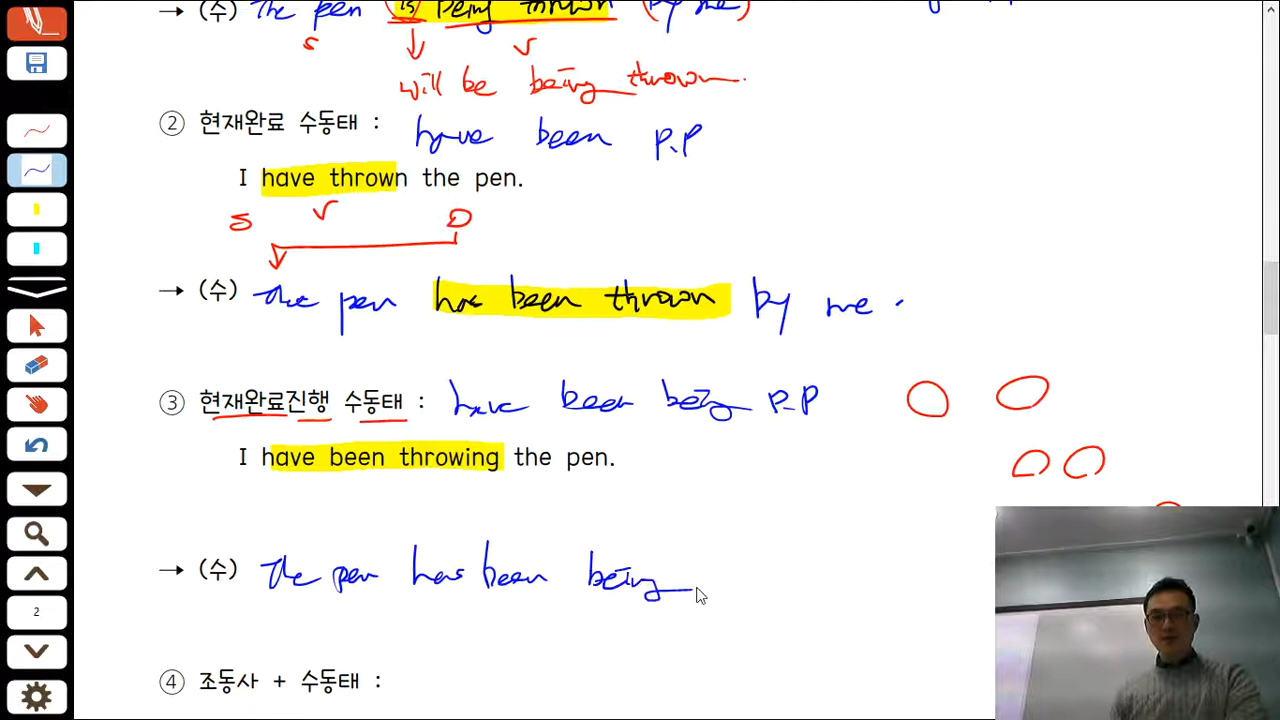 → (수) the pen is being thrown (by me)
S V
will be being thrown.
② 현재완료 수동태 : have been P.P
I have thrown the pen.
S V O
→ (수) the pen has been thrown by me.
③ 현재완료진행 수동태 : have been being P.P
I have been throwing the pen.
→ (수) The pen has been being
④ 조동사 + 수동태 :
2